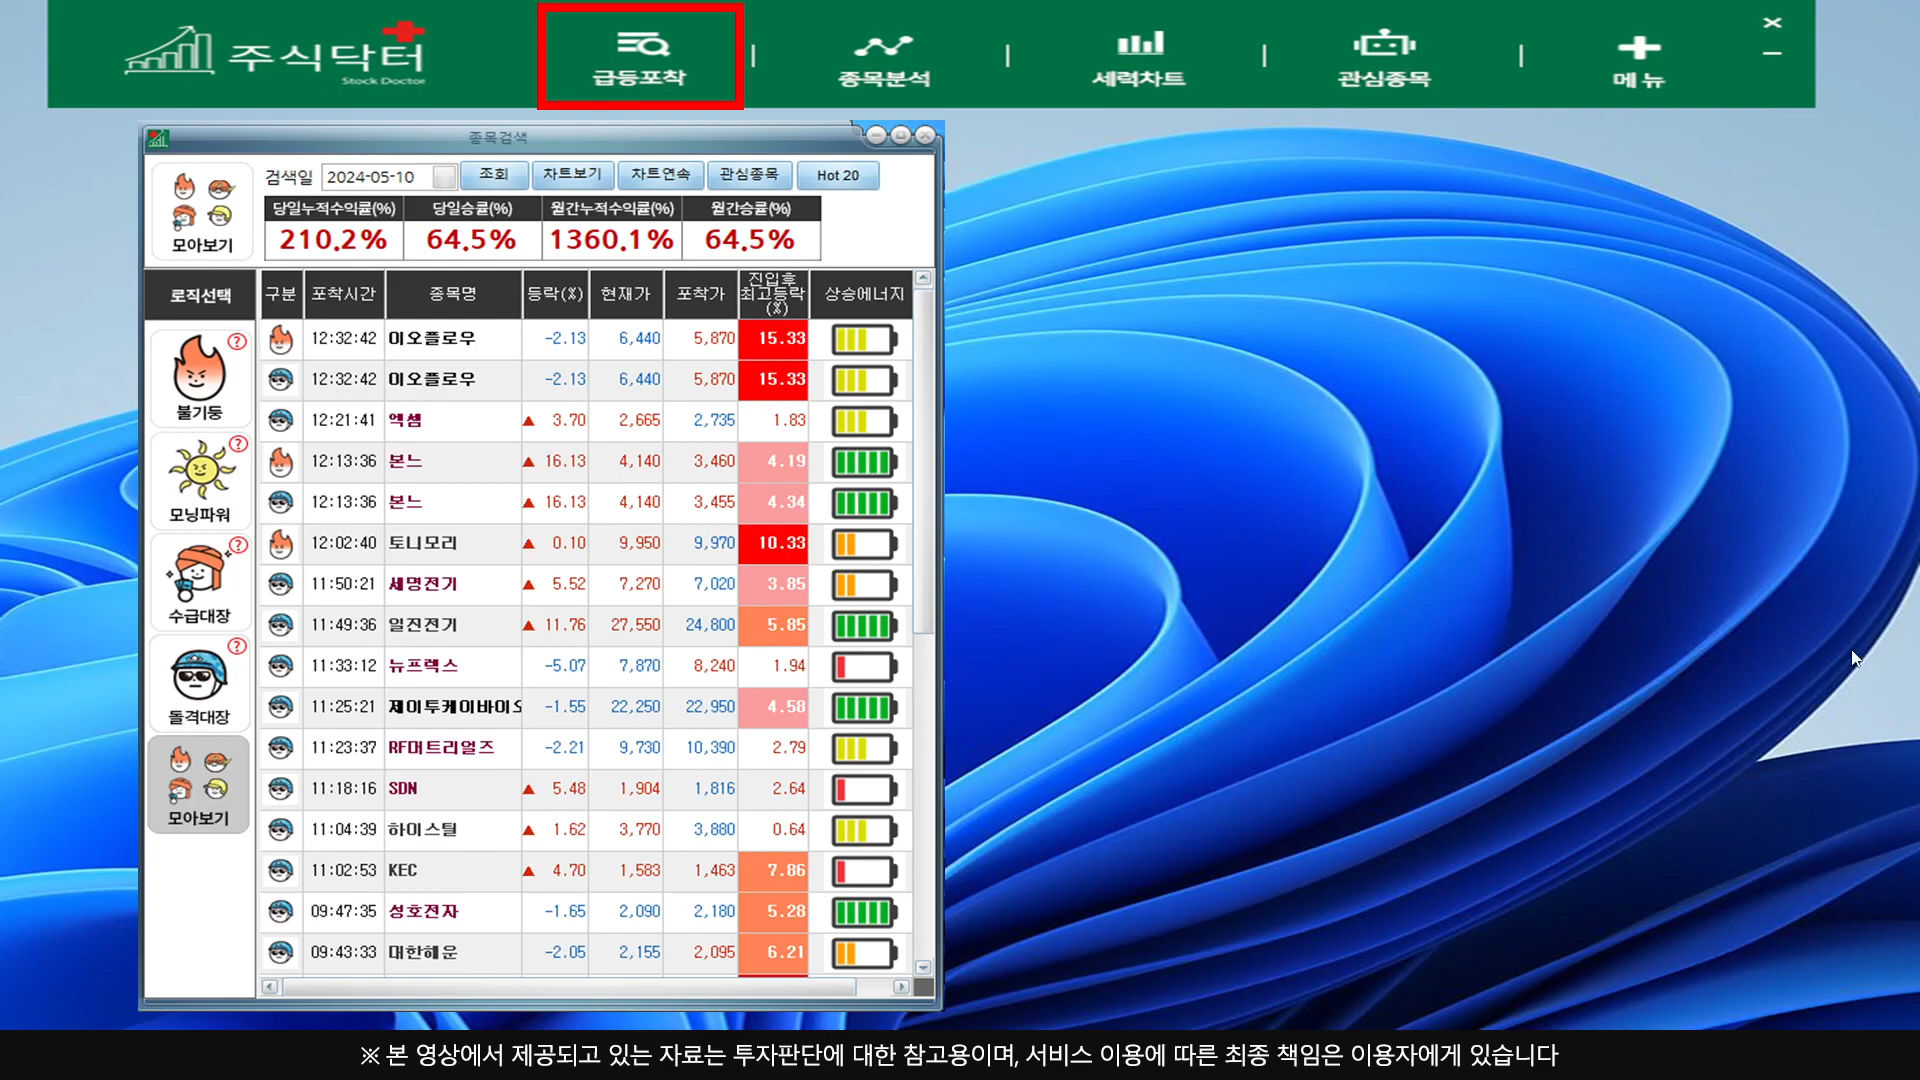 주식닥터
Stock Doctor
급등포착
종목분석
세력차트
관심종목
메뉴
종목검색
모아보기
검색일 2024-05-10 조회 차트보기 차트연속 관심종목 Hot 20
당일누적수익률(%) 당일승률(%) 월간누적수익률(%) 월간승률(%)
210.2% 64.5% 1360.1% 64.5%
로직선택
불기둥
모닝파워
수급대장
돌격대장
모아보기
구분 포착시간 종목명 등락(%) 현재가 포착가 진입후 최고등락 (%) 상승에너지
12:32:42 이오플로우 -2.13 6,440 5,870 15.33
12:32:42 이오플로우 -2.13 6,440 5,870 15.33
12:21:41 엑셈 ▲ 3.70 2,665 2,735 1.83
12:13:36 본느 ▲ 16.13 4,140 3,460 4.19
12:13:36 본느 ▲ 16.13 4,140 3,455 4.34
12:02:40 토니모리 ▲ 0.10 9,950 9,970 10.33
11:50:21 세명전기 ▲ 5.52 7,270 7,020 3.85
11:49:36 일진전기 ▲ 11.76 27,550 24,800 5.85
11:33:12 뉴프렉스 -5.07 7,870 8,240 1.94
11:25:21 제이투케이바이오 -1.55 22,250 22,950 4.58
11:23:37 RF머트리얼즈 -2.21 9,730 10,390 2.79
11:18:16 SDN ▲ 5.48 1,904 1,816 2.64
11:04:39 하이스틸 ▲ 1.62 3,770 3,880 0.64
11:02:53 KEC ▲ 4.70 1,583 1,463 7.86
09:47:35 성호전자 -1.65 2,090 2,180 5.28
09:43:33 대한해운 -2.05 2,155 2,095 6.21
※ 본 영상에서 제공되고 있는 자료는 투자판단에 대한 참고용이며, 서비스 이용에 따른 최종 책임은 이용자에게 있습니다